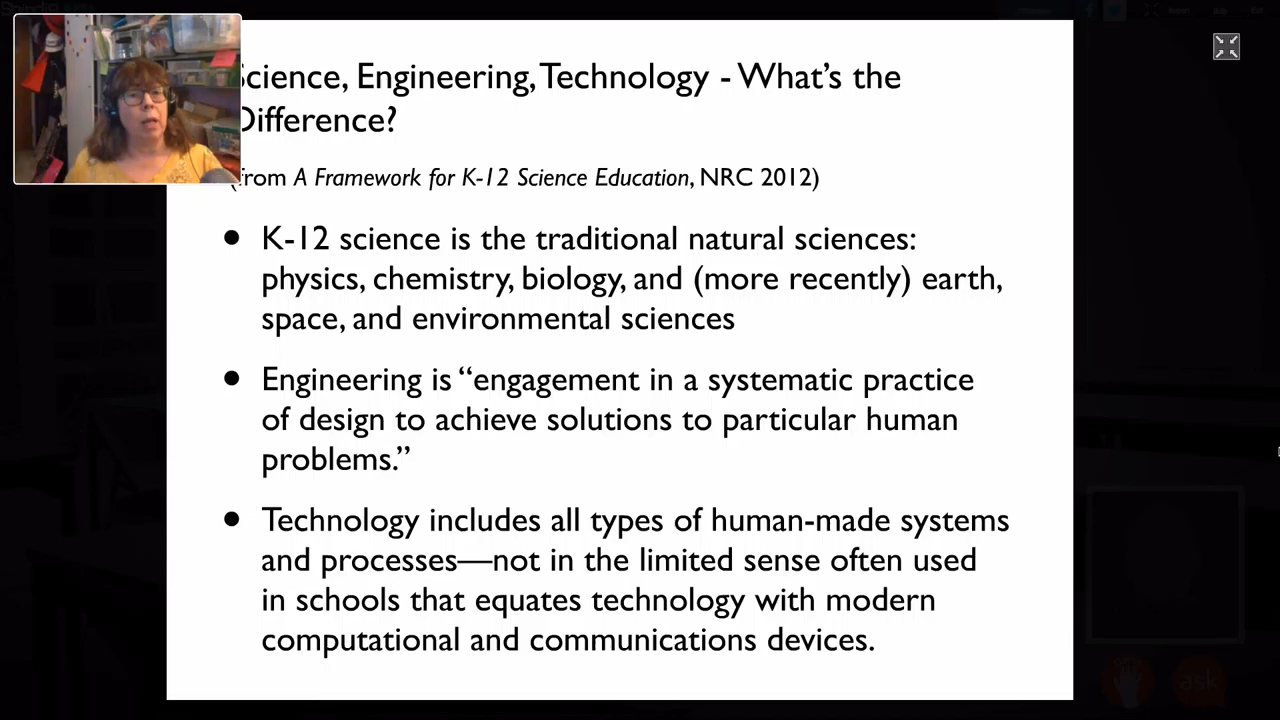 Science, Engineering, Technology - What's the
Difference?
(from A Framework for K-12 Science Education, NRC 2012)
• K-12 science is the traditional natural sciences:
physics, chemistry, biology, and (more recently) earth,
space, and environmental sciences
• Engineering is “engagement in a systematic practice
of design to achieve solutions to particular human
problems.”
• Technology includes all types of human-made systems
and processes—not in the limited sense often used
in schools that equates technology with modern
computational and communications devices.
ask